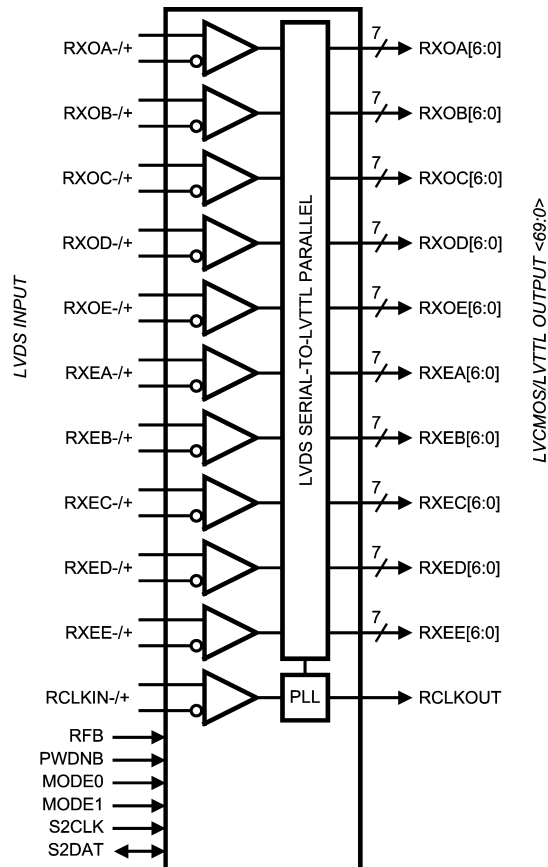 LVDS INPUT
RXOA-/+
RXOB-/+
RXOC-/+
RXOD-/+
RXOE-/+
RXEA-/+
RXEB-/+
RXEC-/+
RXED-/+
RXEE-/+
RCLKIN-/+
RFB
PWDNB
MODE0
MODE1
S2CLK
S2DAT
LVDS SERIAL-TO-LVTTL PARALLEL
PLL
7
RXOA[6:0]
7
RXOB[6:0]
7
RXOC[6:0]
7
RXOD[6:0]
7
RXOE[6:0]
7
RXEA[6:0]
7
RXEB[6:0]
7
RXEC[6:0]
7
RXED[6:0]
7
RXEE[6:0]
RCLKOUT
LVCMOS/LVTTL OUTPUT <69:0>